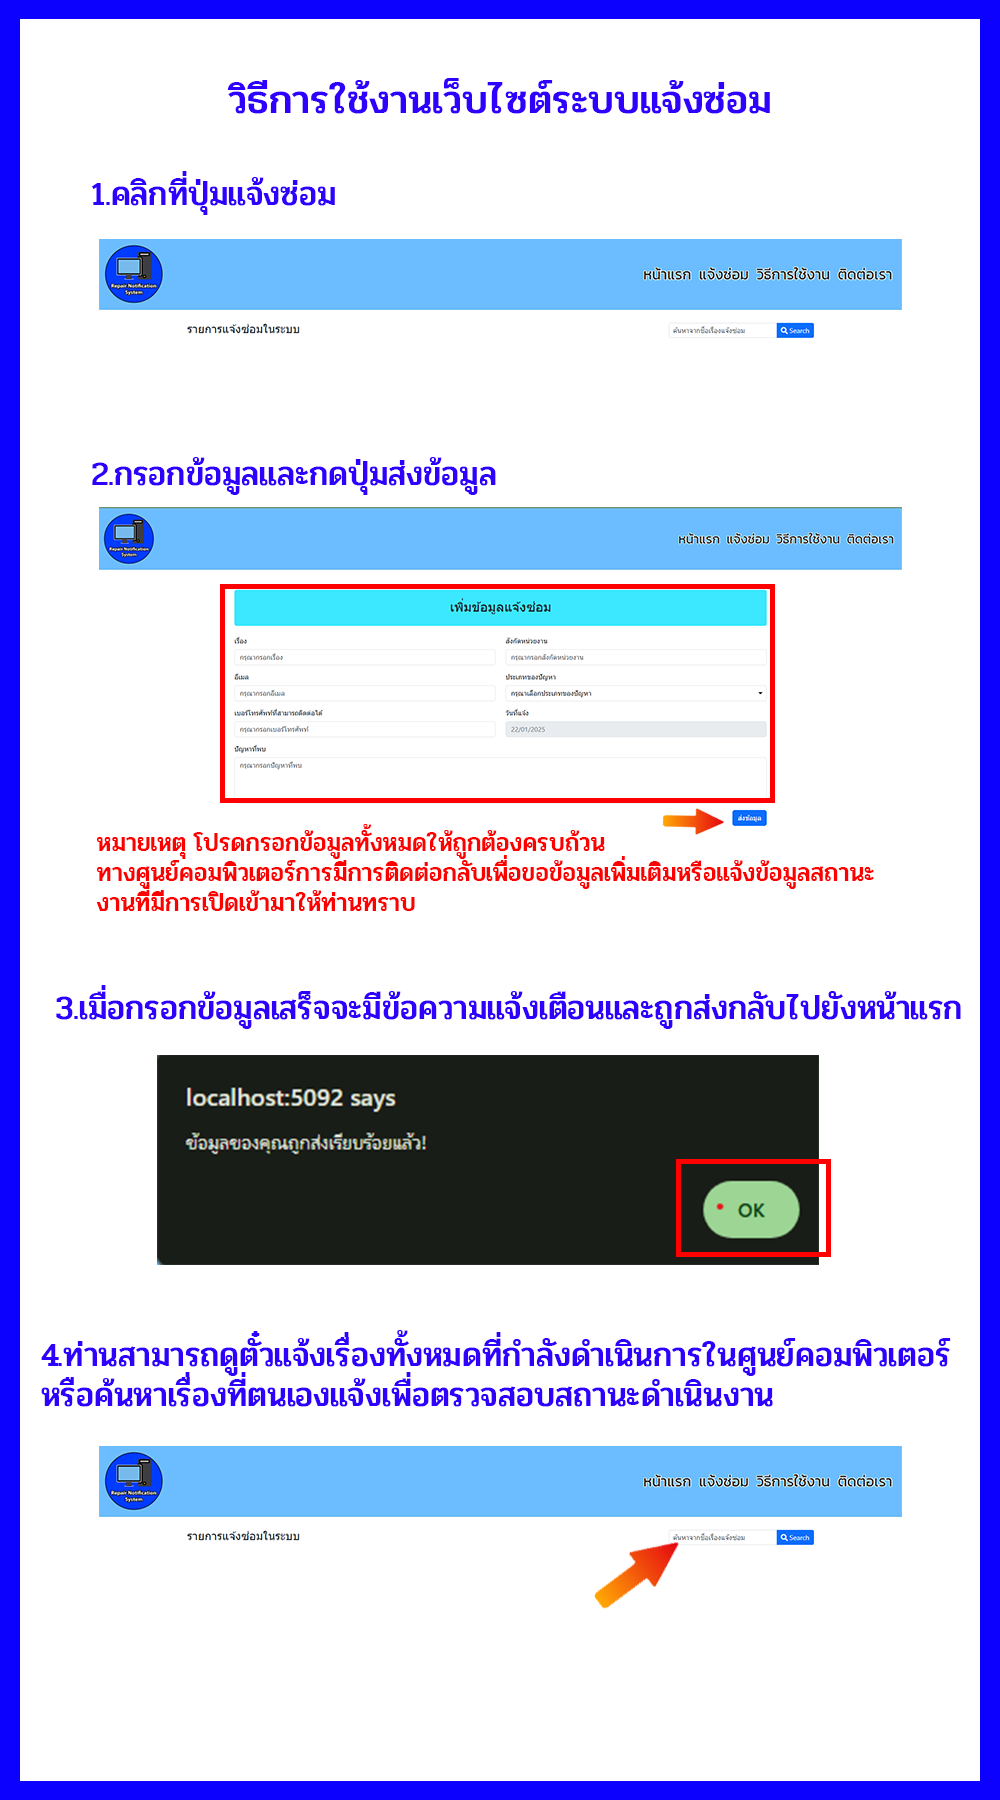 วิธีการใช้งานเว็บไซต์ระบบแจ้งซ่อม
1.คลิกที่ปุ่มแจ้งซ่อม
Repair Notification
System
หน้าแรก แจ้งซ่อม วิธีการใช้งาน ติดต่อเรา
รายการแจ้งซ่อมในระบบ
ค้นหาจากชื่อเรื่องแจ้งซ่อม Search
2.กรอกข้อมูลและกดปุ่มส่งข้อมูล
Repair Notification
System
หน้าแรก แจ้งซ่อม วิธีการใช้งาน ติดต่อเรา
เพิ่มข้อมูลแจ้งซ่อม
เรื่อง สังกัดหน่วยงาน
กรุณากรอกเรื่อง กรุณากรอกสังกัดหน่วยงาน
อีเมล ประเภทของปัญหา
กรุณากรอกอีเมล กรุณาเลือกประเภทของปัญหา
เบอร์โทรศัพท์ที่สามารถติดต่อได้ วันที่แจ้ง
กรุณากรอกเบอร์โทรศัพท์ 22/01/2025
ปัญหาที่พบ
กรุณากรอกปัญหาที่พบ
ส่งข้อมูล
หมายเหตุ โปรดกรอกข้อมูลทั้งหมดให้ถูกต้องครบถ้วน
ทางศูนย์คอมพิวเตอร์การมีการติดต่อกลับเพื่อขอข้อมูลเพิ่มเติมหรือแจ้งข้อมูลสถานะ
งานที่มีการเปิดเข้ามาให้ท่านทราบ
3.เมื่อกรอกข้อมูลเสร็จจะมีข้อความแจ้งเตือนและถูกส่งกลับไปยังหน้าแรก
localhost:5092 says
ข้อมูลของคุณถูกส่งเรียบร้อยแล้ว!
OK
4.ท่านสามารถดูตั๋วแจ้งเรื่องทั้งหมดที่กำลังดำเนินการในศูนย์คอมพิวเตอร์
หรือค้นหาเรื่องที่ตนเองแจ้งเพื่อตรวจสอบสถานะดำเนินงาน
Repair Notification
System
หน้าแรก แจ้งซ่อม วิธีการใช้งาน ติดต่อเรา
รายการแจ้งซ่อมในระบบ
ค้นหาจากชื่อเรื่องแจ้งซ่อม Search